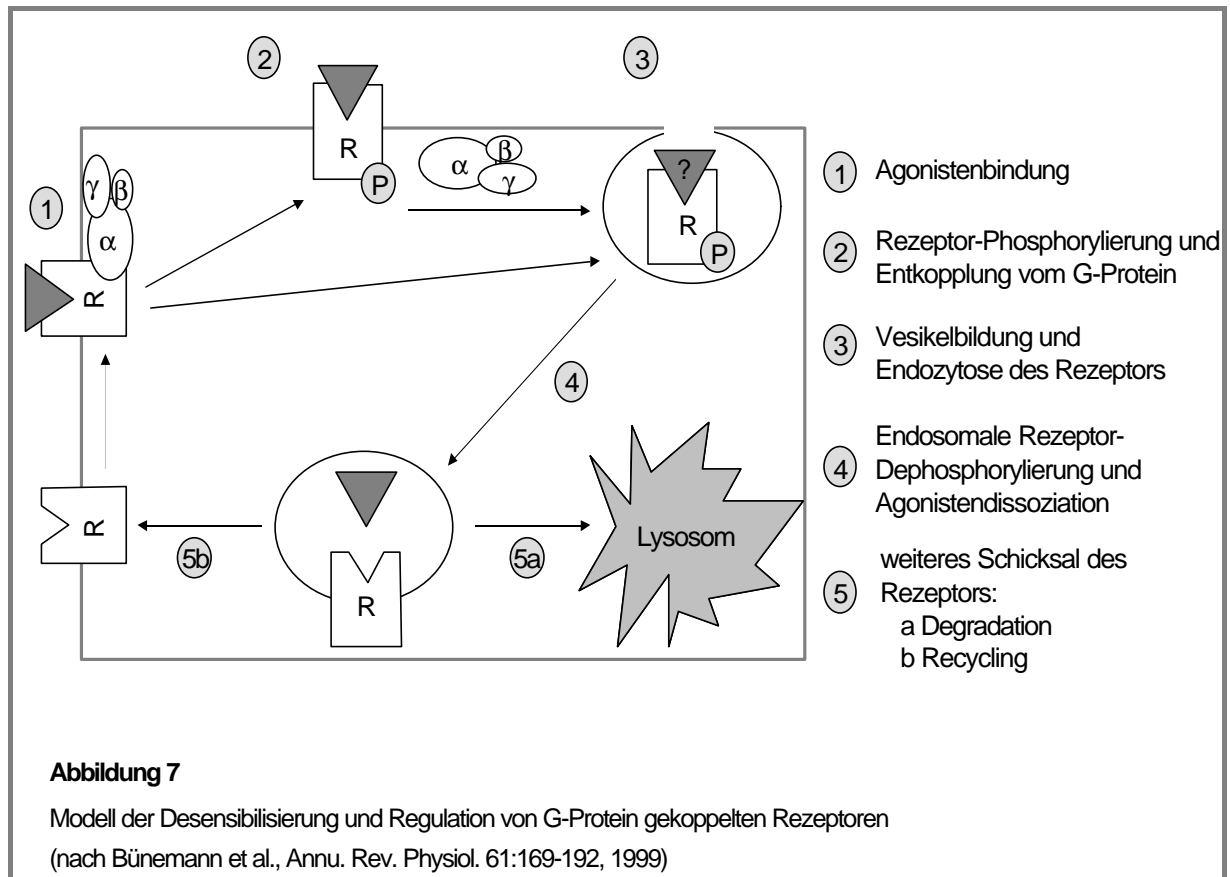 2
3
R
P
α
β
γ
?
R
P
γ
β
1
α
R
4
R
5b
5a
R
Lysosom
1 Agonistenbindung
2 Rezeptor-Phosphorylierung und
Entkopplung vom G-Protein
3 Vesikelbildung und
Endozytose des Rezeptors
4 Endosomale Rezeptor-
Dephosphorylierung und
Agonistendissoziation
5 weiteres Schicksal des
Rezeptors:
a Degradation
b Recycling
Abbildung 7
Modell der Desensibilisierung und Regulation von G-Protein gekoppelten Rezeptoren
(nach Bünemann et al., Annu. Rev. Physiol. 61:169-192, 1999)